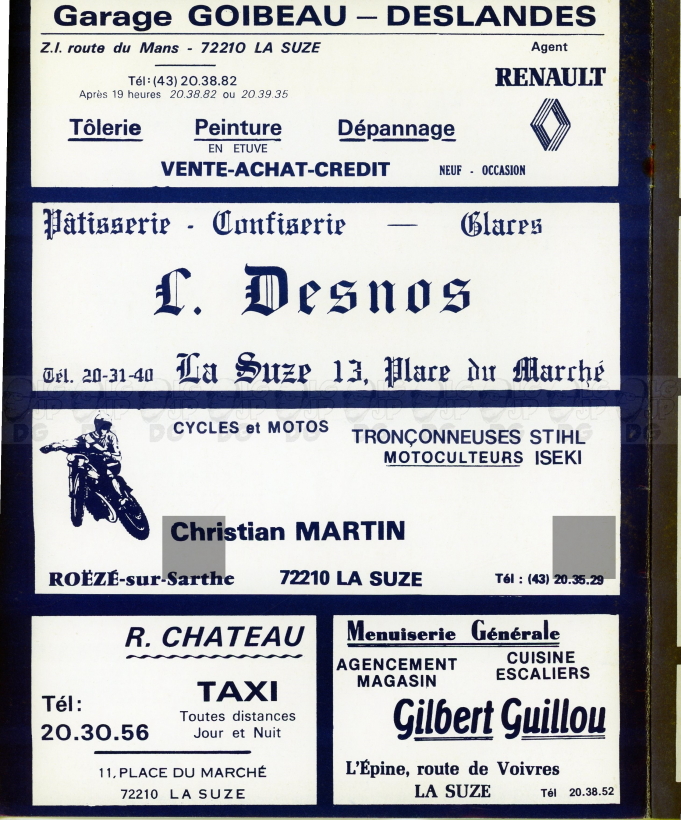 Garage GOIBEAU – DESLANDES
Z.I. route du Mans - 72210 LA SUZE
Agent
Tél:(43) 20.38.82
RENAULT
Après 19 heures 20.38.82 ou 20.39.35
Tôlerie Peinture Dépannage
EN ETUVE
VENTE-ACHAT-CREDIT NEUF - OCCASION
Pâtisserie - Confiserie — Glaces
L. Desnos
Tél. 20-31-40 La Suze 13, Place du Marché
CYCLES et MOTOS
TRONÇONNEUSES STIHL
MOTOCULTEURS ISEKI
Christian MARTIN
ROËZÉ-sur-Sarthe 72210 LA SUZE Tél : (43) 20.35.29
R. CHATEAU
TAXI
Tél:
Toutes distances
20.30.56
Jour et Nuit
11, PLACE DU MARCHÉ
72210 LA SUZE
Menuiserie Générale
AGENCEMENT
MAGASIN
CUISINE
ESCALIERS
Gilbert Guillou
L'Épine, route de Voivres
LA SUZE Tél 20.38.52